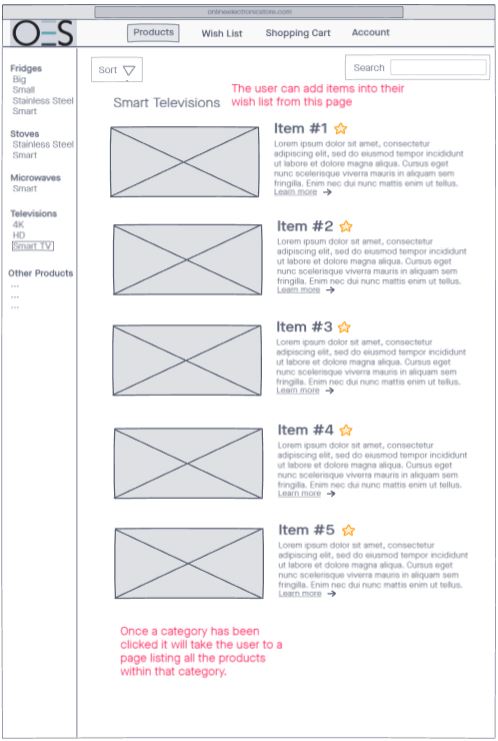 onlineelectronicstore.com
OES
Products
Wish List
Shopping Cart
Account
Fridges
Big
Small
Stainless Steel
Smart
Stoves
Stainless Steel
Smart
Microwaves
Smart
Televisions
4K
HD
Smart TV
Other Products
...
...
...
Sort
Search
The user can add items into their
wish list from this page
Smart Televisions
Item #1
Lorem ipsum dolor sit amet, consectetur
adipiscing elit, sed do eiusmod tempor incididunt
ut labore et dolore magna aliqua. Cursus eget
nunc scelerisque viverra mauris in aliquam sem
fringilla. Enim nec dui nunc mattis enim ut tellus.
Learn more
Item #2
Lorem ipsum dolor sit amet, consectetur
adipiscing elit, sed do eiusmod tempor incididunt
ut labore et dolore magna aliqua. Cursus eget
nunc scelerisque viverra mauris in aliquam sem
fringilla. Enim nec dui nunc mattis enim ut tellus.
Learn more
Item #3
Lorem ipsum dolor sit amet, consectetur
adipiscing elit, sed do eiusmod tempor incididunt
ut labore et dolore magna aliqua. Cursus eget
nunc scelerisque viverra mauris in aliquam sem
fringilla. Enim nec dui nunc mattis enim ut tellus.
Learn more
Item #4
Lorem ipsum dolor sit amet, consectetur
adipiscing elit, sed do eiusmod tempor incididunt
ut labore et dolore magna aliqua. Cursus eget
nunc scelerisque viverra mauris in aliquam sem
fringilla. Enim nec dui nunc mattis enim ut tellus.
Learn more
Item #5
Lorem ipsum dolor sit amet, consectetur
adipiscing elit, sed do eiusmod tempor incididunt
ut labore et dolore magna aliqua. Cursus eget
nunc scelerisque viverra mauris in aliquam sem
fringilla. Enim nec dui nunc mattis enim ut tellus.
Learn more
Once a category has been
clicked it will take the user to a
page listing all the products
within that category.